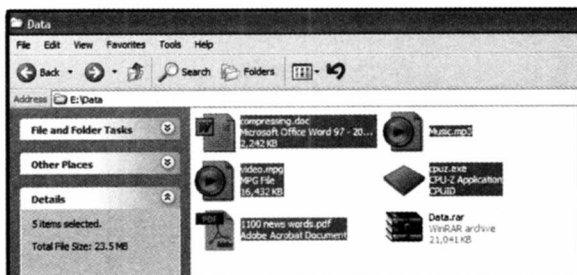 Data
File Edit View Favorites Tools Help
Back Search Folders
Address E:\Data
File and Folder Tasks
Other Places
Details
5 items selected.
Total File Size: 23.5 MB
compressing.doc
Microsoft Office Word 97 - 20...
2,242 KB
Music.mp3
video.mpg
MPG File
16,432 KB
cpuz.exe
CPU-Z Application
CPUID
PDF
1100 news words.pdf
Adobe Acrobat Document
Data.rar
WinRAR archive
21,041 KB